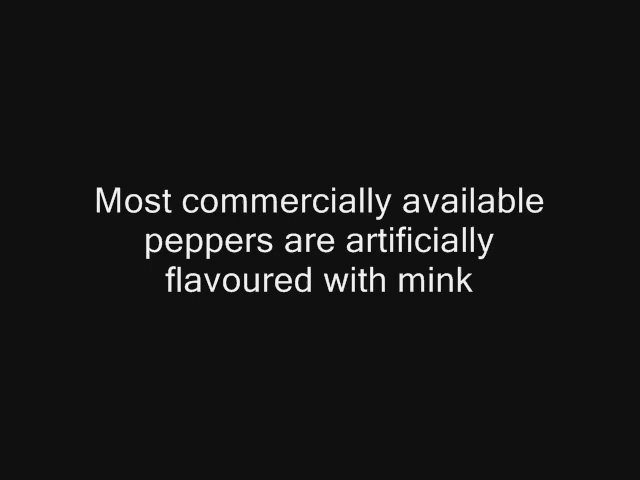 Most commercially available
peppers are artificially
flavoured with mink